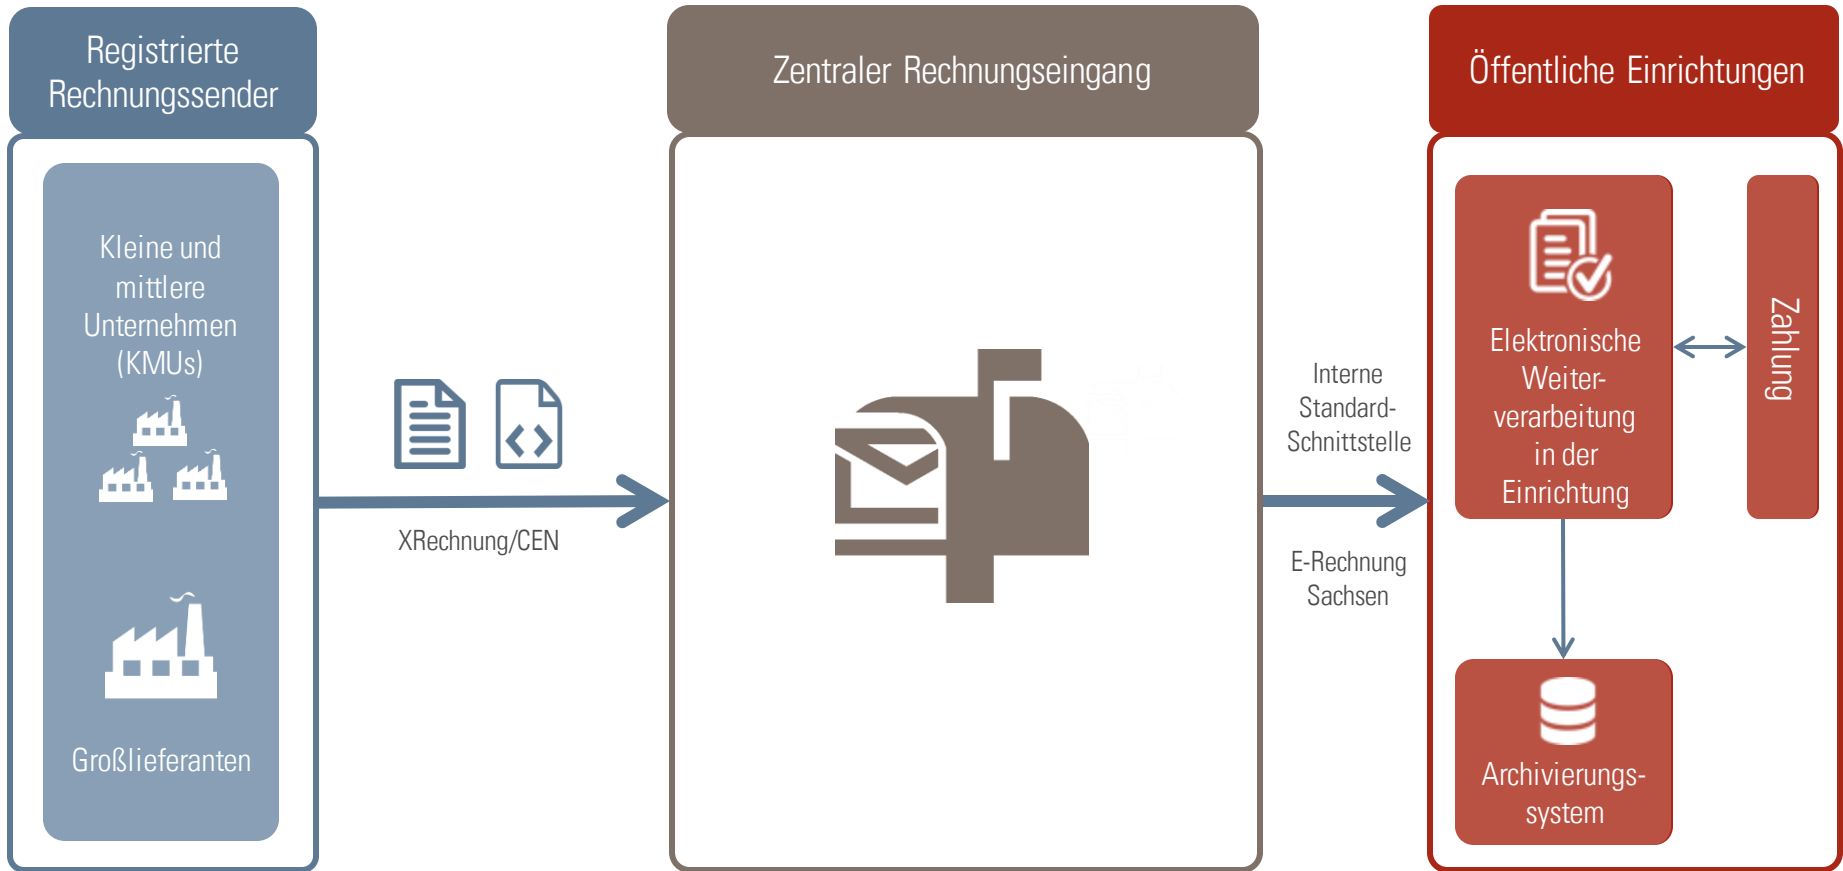 Registrierte
Rechnungssender
Kleine und
mittlere
Unternehmen
(KMUs)
Großlieferanten
XRechnung/CEN
Zentraler Rechnungseingang
Interne
Standard-
Schnittstelle
E-Rechnung
Sachsen
Öffentliche Einrichtungen
Elektronische
Weiter-
verarbeitung
in der
Einrichtung
Zahlung
Archivierungs-
system